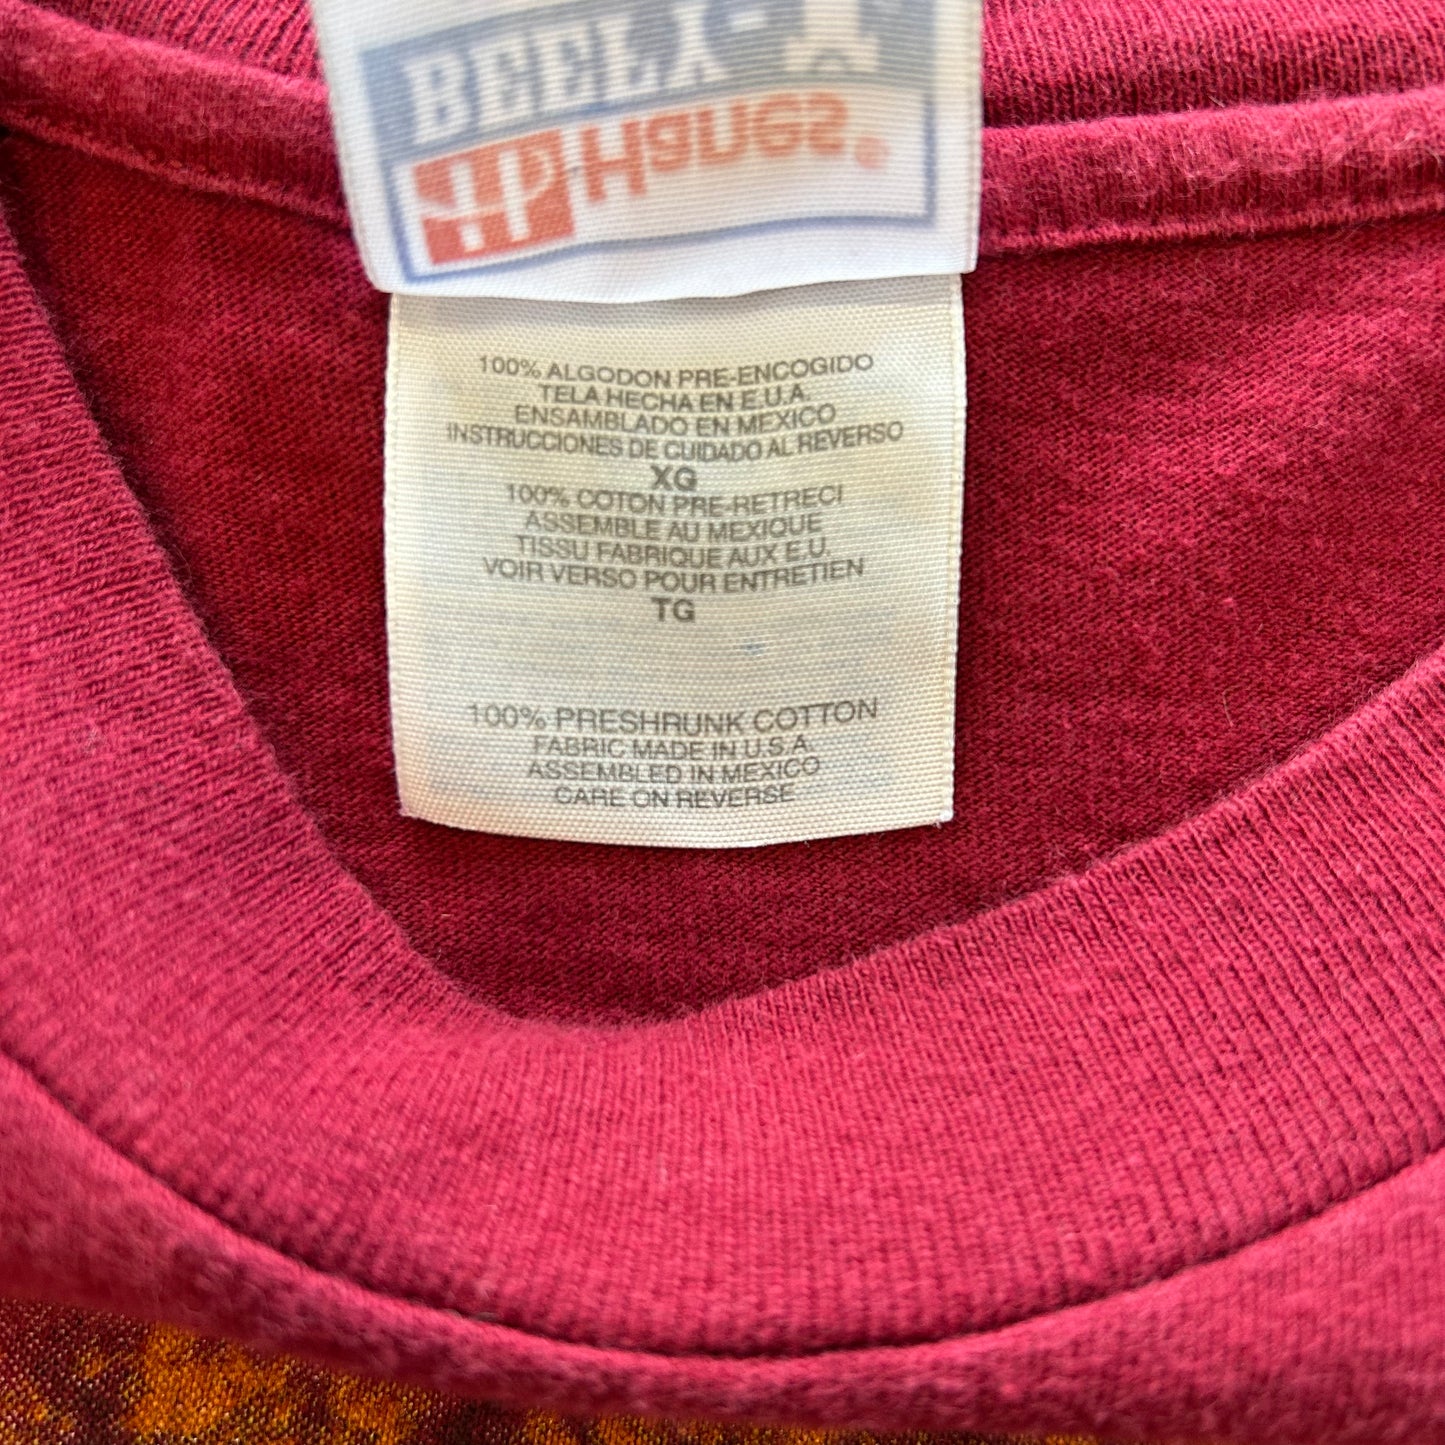 Hanes®
BEEFY-T
100% ALGODON PRE-ENCOGIDO
TELA HECHA EN E.U.A.
ENSAMBLADO EN MEXICO
INSTRUCCIONES DE CUIDADO AL REVERSO
XG
100% COTON PRE-RETRECI
ASSEMBLE AU MEXIQUE
TISSU FABRIQUE AUX E.U.
VOIR VERSO POUR ENTRETIEN
TG
100% PRESHRUNK COTTON
FABRIC MADE IN U.S.A.
ASSEMBLED IN MEXICO
CARE ON REVERSE